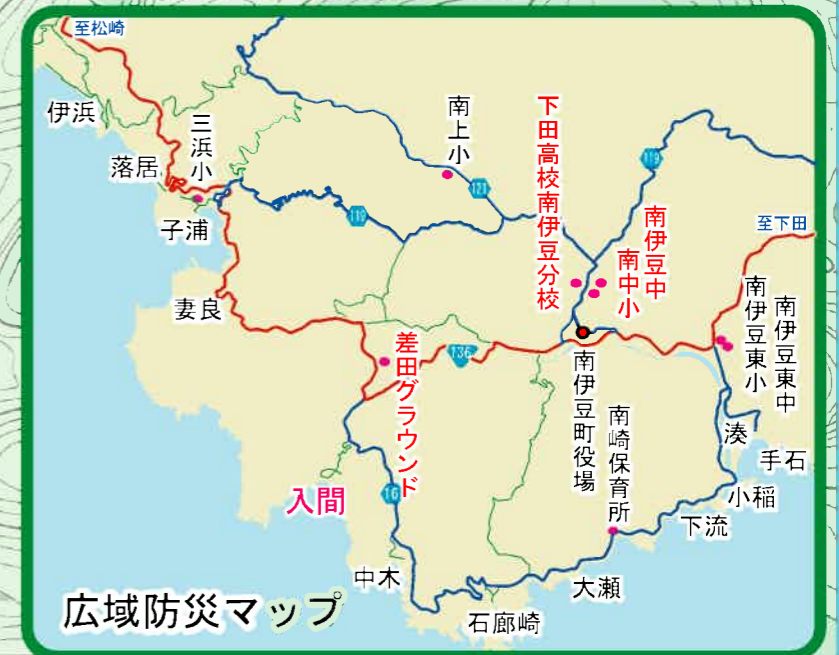 至松崎
伊浜
落居
三浜小
子浦
妻良
南上小
121
119
下田高校南伊豆分校
119
南伊豆中
南中小
至下田
南伊豆東中
南伊豆東小
差田グラウンド
136
南伊豆町役場
南崎保育所
湊
手石
小稲
下流
大瀬
入間
16
中木
石廊崎
広域防災マップ